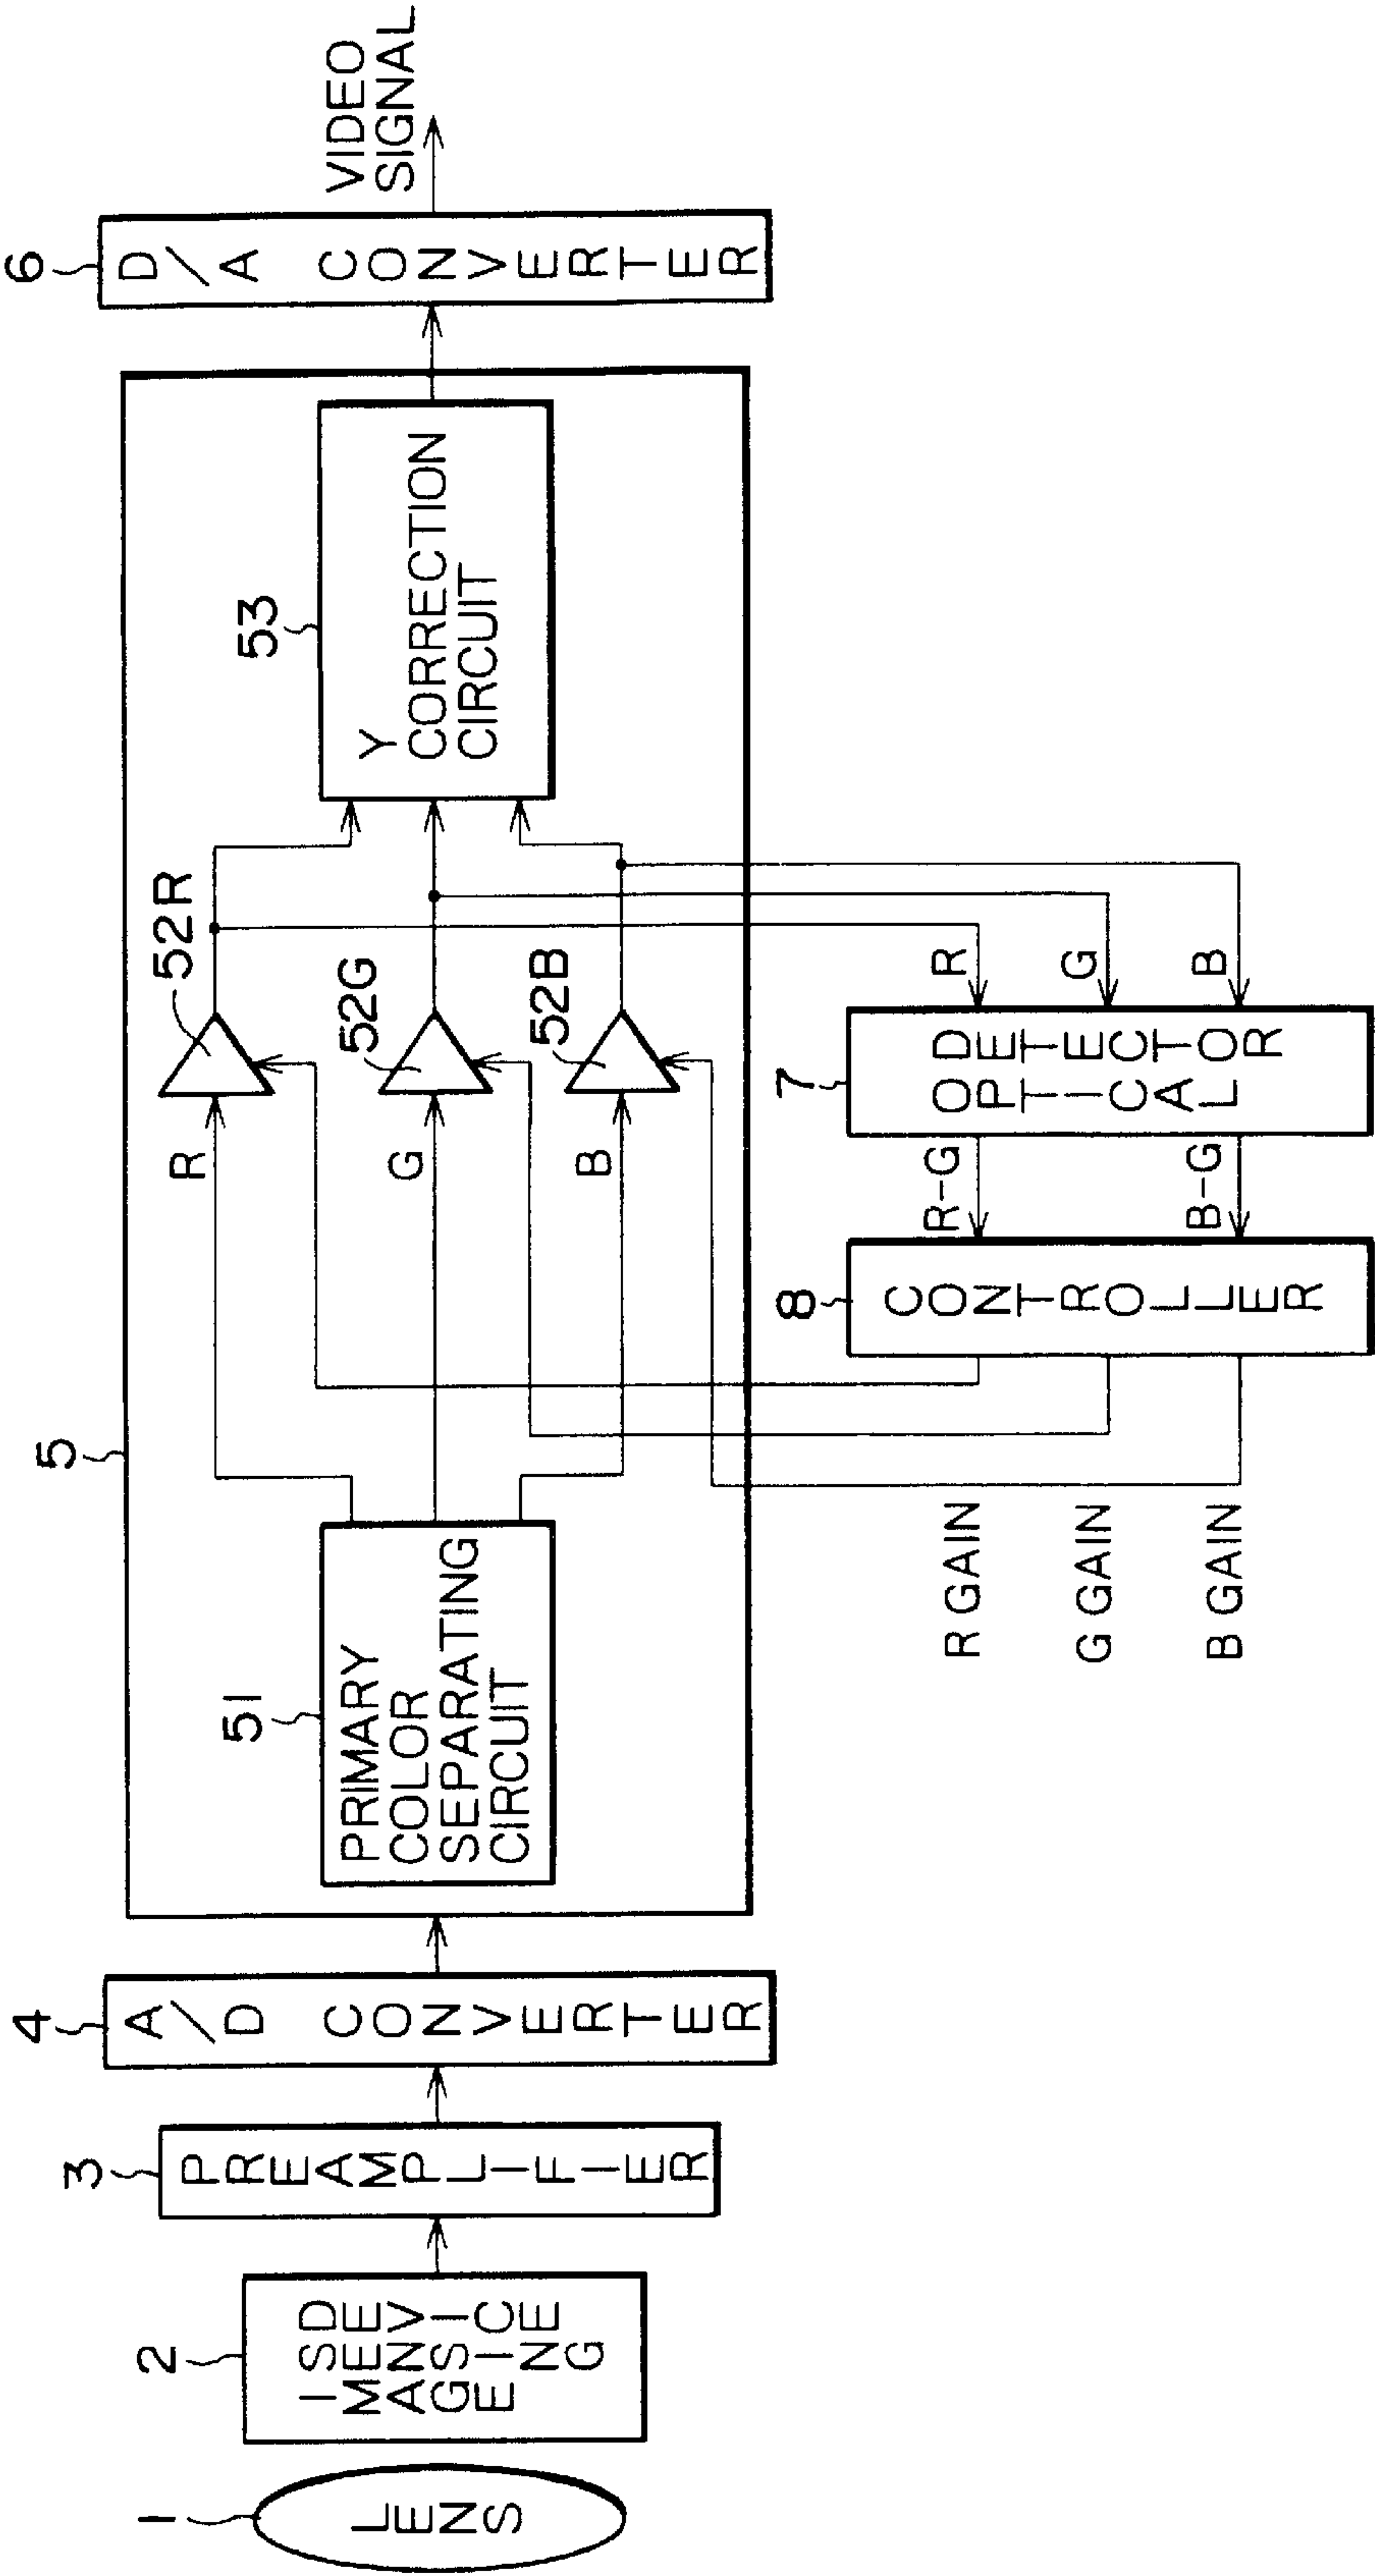 1
LENS
2
IMAGE
SENSING
DEVICE
3
PREAMPLIFIER
4
A/D CONVERTER
5
51
PRIMARY
COLOR
SEPARATING
CIRCUIT
R
G
B
52R
52G
52B
53
Y
CORRECTION
CIRCUIT
6
D/A CONVERTER
VIDEO
SIGNAL
R GAIN
G GAIN
B GAIN
8
CONTROLLER
R-G
B-G
7
OPTICAL
DETECTOR
R
G
B